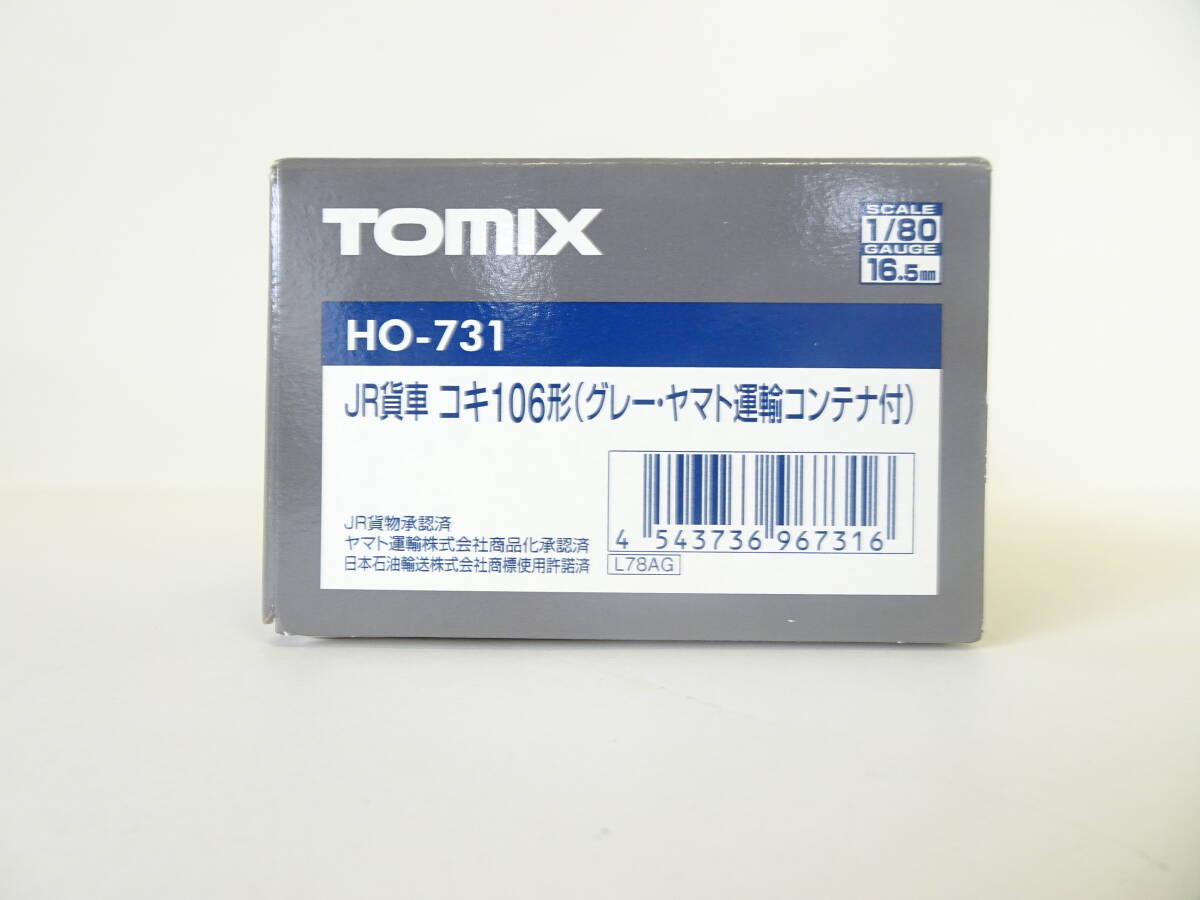 TOMIX
SCALE
1/80
GAUGE
16.5mm
HO-731
JR貨車 コキ106形(グレー・ヤマト運輸コンテナ付)
JR貨物承認済
ヤマト運輸株式会社商品化承認済
日本石油輸送株式会社商標使用許諾済
4 543736 967316
L78AG